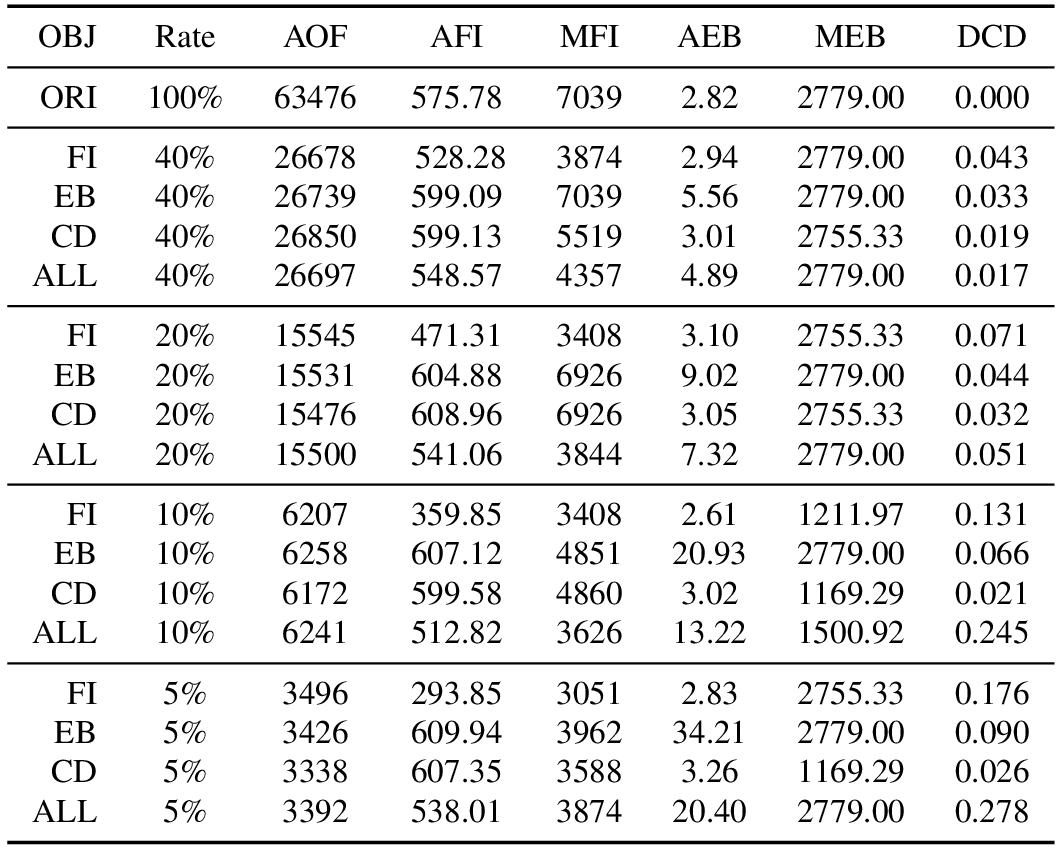 OBJ Rate AOF AFI MFI AEB MEB DCD
ORI 100% 63476 575.78 7039 2.82 2779.00 0.000
FI 40% 26678 528.28 3874 2.94 2779.00 0.043
EB 40% 26739 599.09 7039 5.56 2779.00 0.033
CD 40% 26850 599.13 5519 3.01 2755.33 0.019
ALL 40% 26697 548.57 4357 4.89 2779.00 0.017
FI 20% 15545 471.31 3408 3.10 2755.33 0.071
EB 20% 15531 604.88 6926 9.02 2779.00 0.044
CD 20% 15476 608.96 6926 3.05 2755.33 0.032
ALL 20% 15500 541.06 3844 7.32 2779.00 0.051
FI 10% 6207 359.85 3408 2.61 1211.97 0.131
EB 10% 6258 607.12 4851 20.93 2779.00 0.066
CD 10% 6172 599.58 4860 3.02 1169.29 0.021
ALL 10% 6241 512.82 3626 13.22 1500.92 0.245
FI 5% 3496 293.85 3051 2.83 2755.33 0.176
EB 5% 3426 609.94 3962 34.21 2779.00 0.090
CD 5% 3338 607.35 3588 3.26 1169.29 0.026
ALL 5% 3392 538.01 3874 20.40 2779.00 0.278